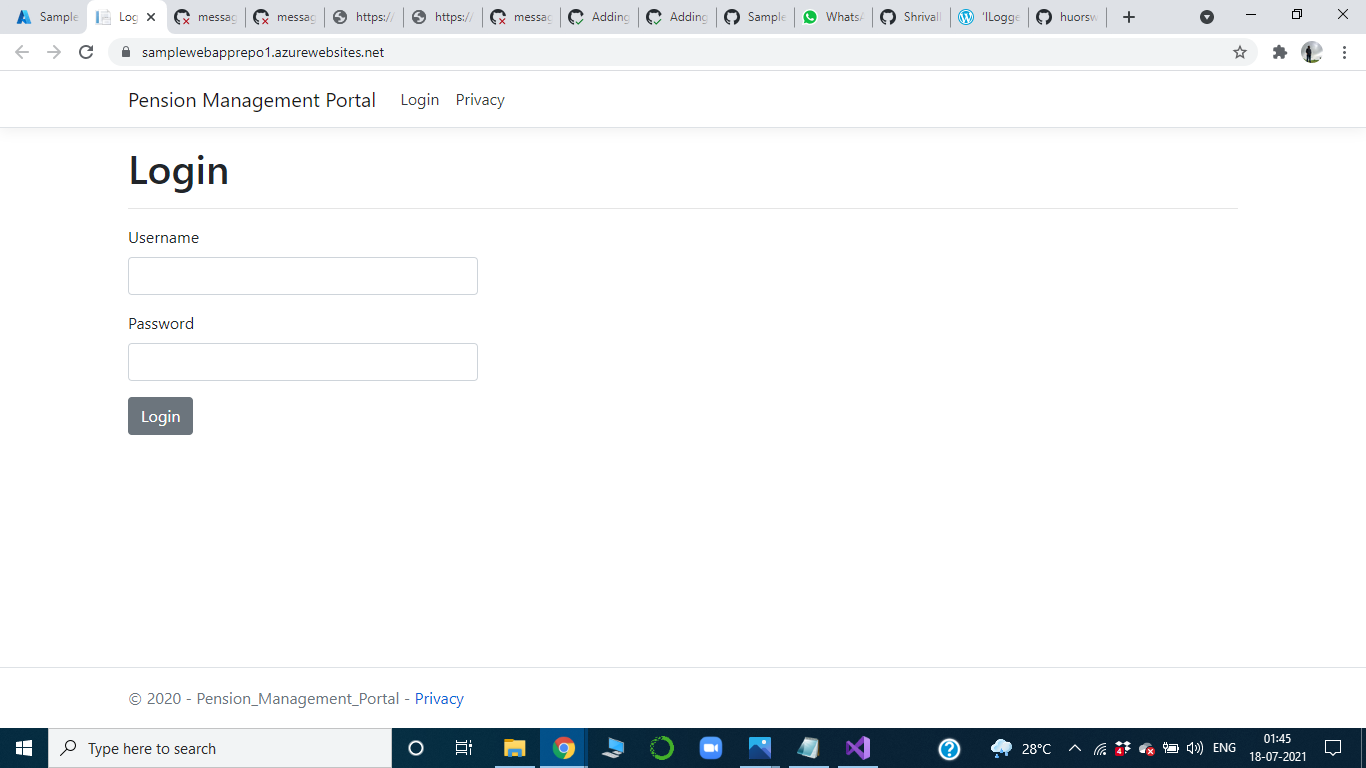 Sample
Log
messag
messag
https://
https://
messag
Adding
Adding
Sample
WhatsA
Shrivall
'ILogge
huorsw
samplewebapprepo1.azurewebsites.net
Pension Management Portal Login Privacy
Login
Username
Password
Login
© 2020 - Pension_Management_Portal - Privacy
Type here to search
28°C
ENG
01:45
18-07-2021